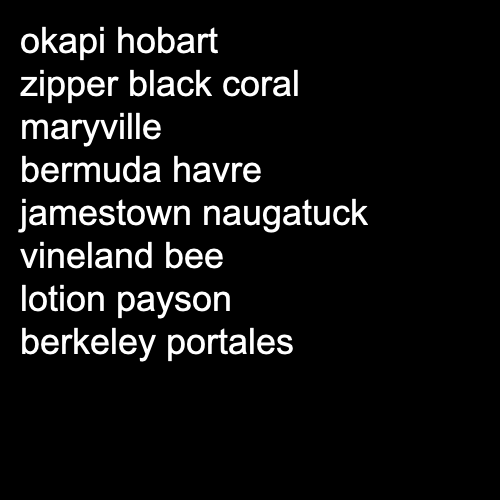 okapi hobart
zipper black coral
maryville
bermuda havre
jamestown naugatuck
vineland bee
lotion payson
berkeley portales